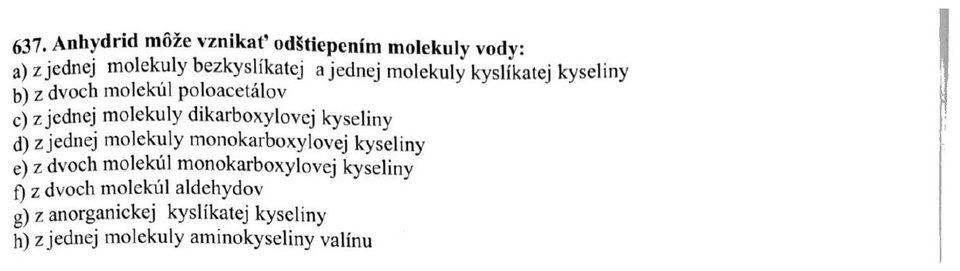 637. Anhydrid môže vznikať odštiepením molekuly vody:
a) z jednej molekuly bezkyslíkatej a jednej molekuly kyslíkatej kyseliny
b) z dvoch molekúl poloacetálov
c) z jednej molekuly dikarboxylovej kyseliny
d) z jednej molekuly monokarboxylovej kyseliny
e) z dvoch molekúl monokarboxylovej kyseliny
f) z dvoch molekúl aldehydov
g) z anorganickej kyslíkatej kyseliny
h) z jednej molekuly aminokyseliny valínu